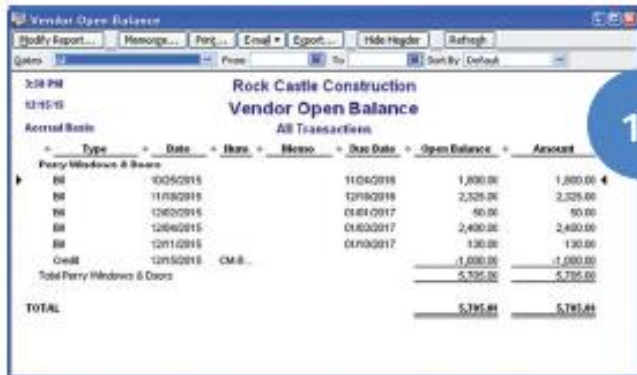 Vendor Open Balance
Modify Report... Memorize... Print... E-mail Export... Hide Header Refresh
Dates All From To Sort By Default
3:58 PM Rock Castle Construction
12/15/15 Vendor Open Balance
Accrual Basis All Transactions
Type Date Num Memo Due Date Open Balance Amount
Perry Windows & Doors
Bill 10/25/2015 11/24/2016 1,800.00 1,800.00
Bill 11/18/2015 12/18/2016 2,325.00 2,325.00
Bill 12/02/2015 01/01/2017 50.00 50.00
Bill 12/04/2015 01/03/2017 2,400.00 2,400.00
Bill 12/11/2015 01/10/2017 130.00 130.00
Credit 12/15/2015 CM-8... -1,000.00 -1,000.00
Total Perry Windows & Doors 5,705.00 5,705.00
TOTAL 5,705.00 5,705.00
1